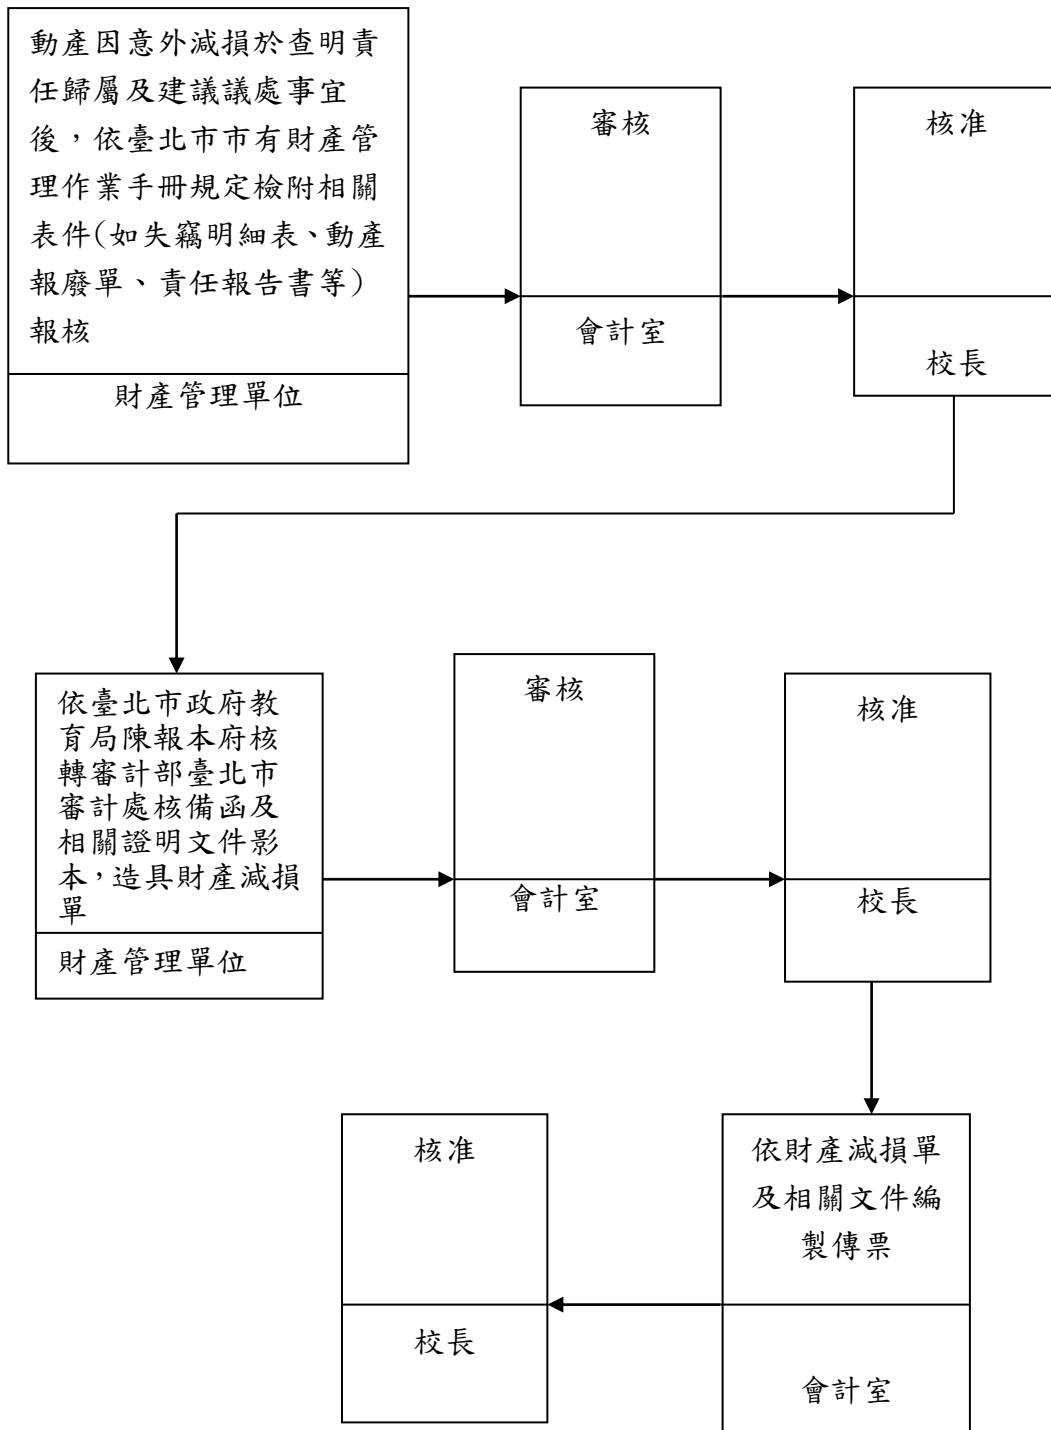 動產因意外減損於查明責
任歸屬及建議議處事宜
後，依臺北市市有財產管
理作業手冊規定檢附相關
表件(如失竊明細表、動產
報廢單、責任報告書等)
報核
財產管理單位
審核
會計室
核准
校長
依臺北市政府教
育局陳報本府核
轉審計部臺北市
審計處核備函及
相關證明文件影
本，造具財產減損
單
財產管理單位
審核
會計室
核准
校長
依財產減損單
及相關文件編
製傳票
會計室
核准
校長